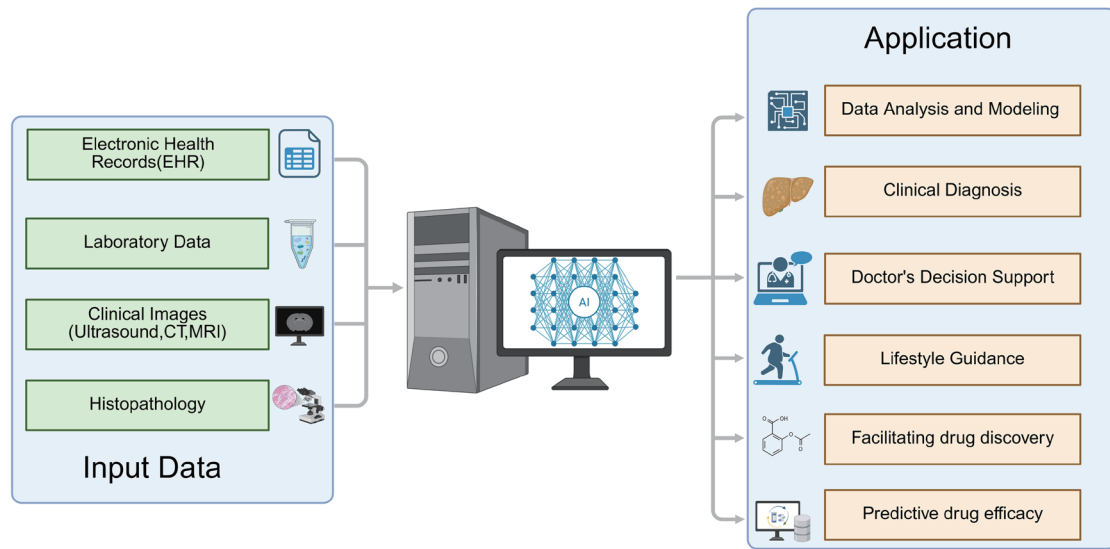 Electronic Health
Records(EHR)
Laboratory Data
Clinical Images
(Ultrasound,CT,MRI)
Histopathology
Input Data
AI
Application
Data Analysis and Modeling
Clinical Diagnosis
Doctor's Decision Support
Lifestyle Guidance
OH
O
O
O
Facilitating drug discovery
Predictive drug efficacy